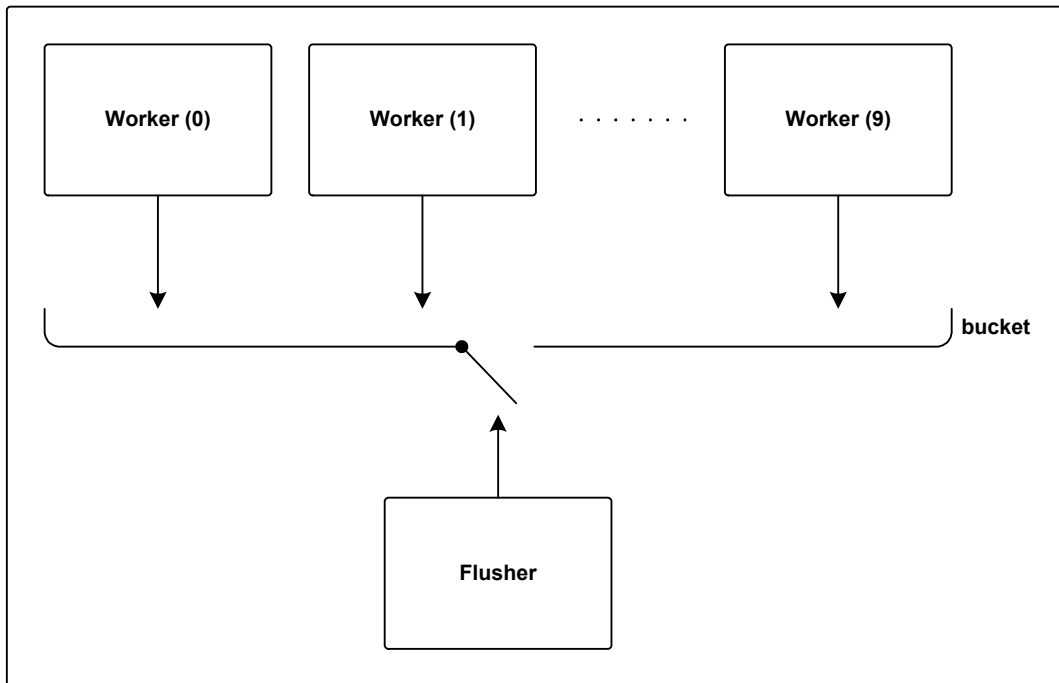 Worker (0)
Worker (1)
. . . . . . .
Worker (9)
bucket
Flusher